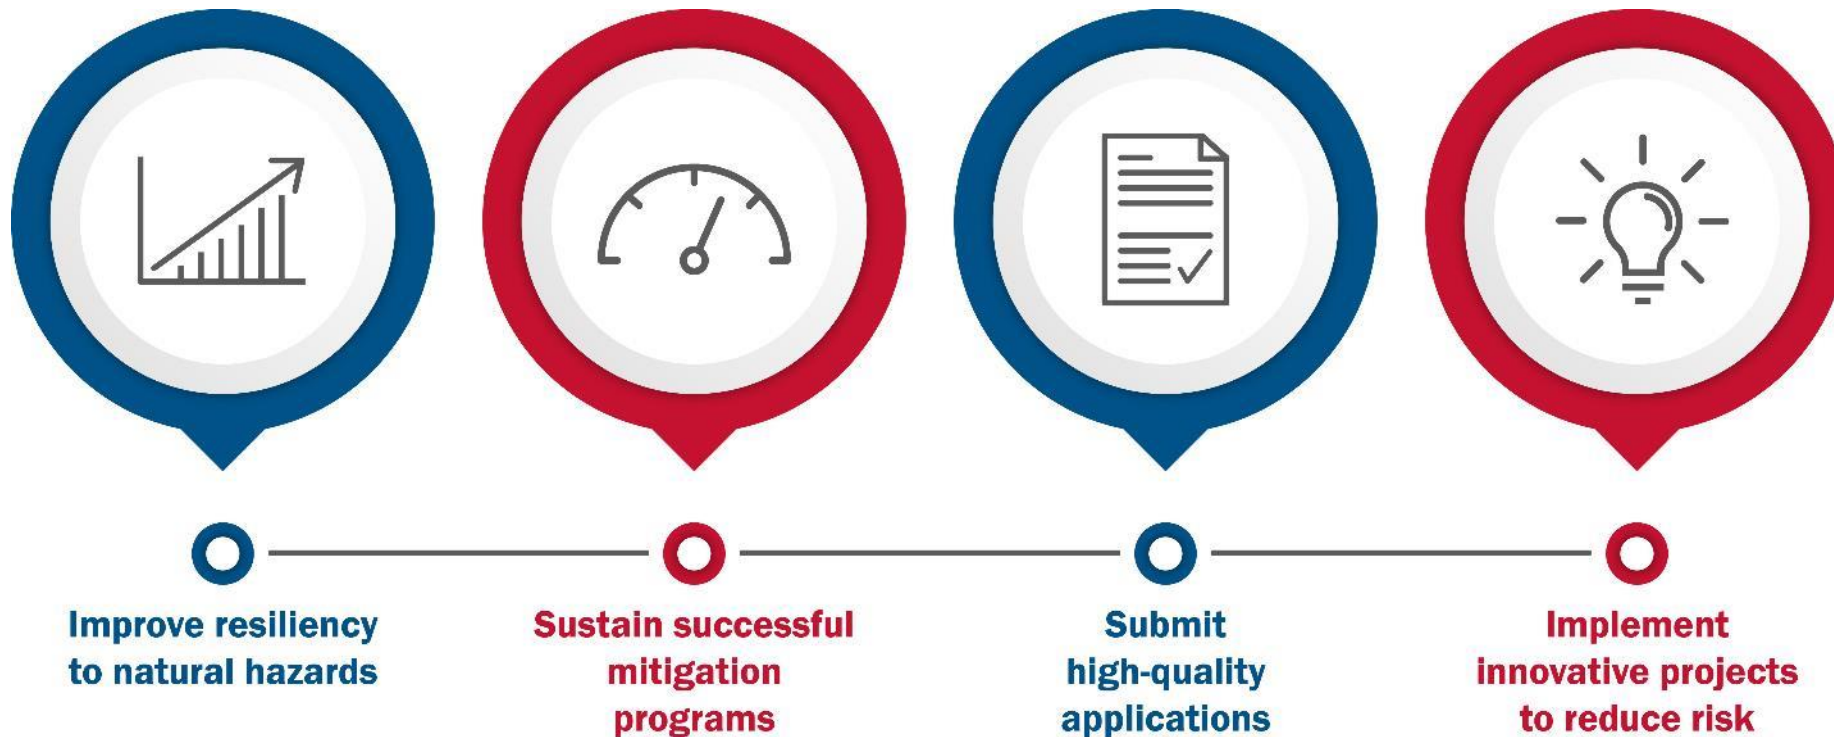 Improve resiliency
to natural hazards
Sustain successful
mitigation
programs
Submit
high-quality
applications
Implement
innovative projects
to reduce risk